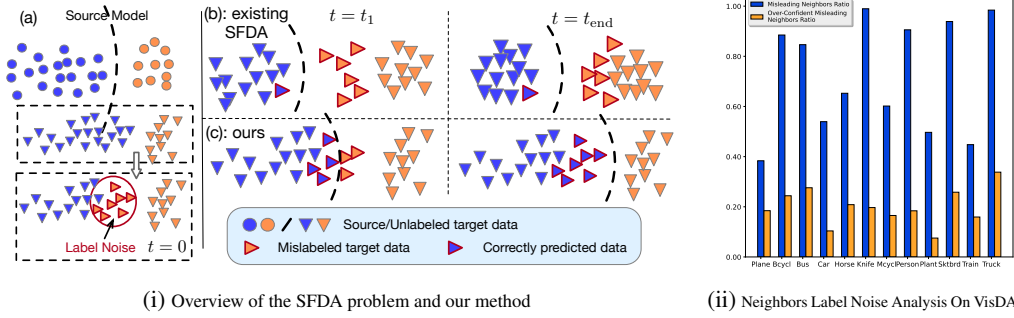 (a)
Source Model
Label Noise
t = 0
(b): existing
SFDA
t = t₁
t = t_end
(c): ours
/
Source/Unlabeled target data
Mislabeled target data
Correctly predicted data
(i) Overview of the SFDA problem and our method
Misleading Neighbors Ratio
Over-Confident Misleading
Neighbors Ratio
1.00
0.80
0.60
0.40
0.20
0.00
Plane Bcycl Bus Car Horse Knife Mcycl Person Plant Sktbrd Train Truck
(ii) Neighbors Label Noise Analysis On VisDA